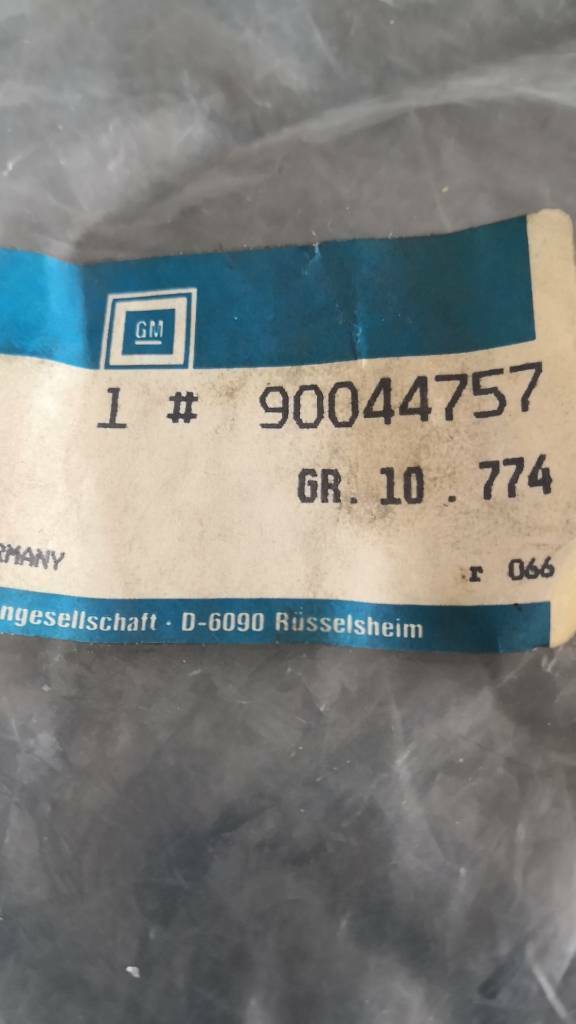 GM
1 # 90044757
GR. 10 . 774
RMANY
r 066
ngesellschaft · D-6090 Rüsselsheim